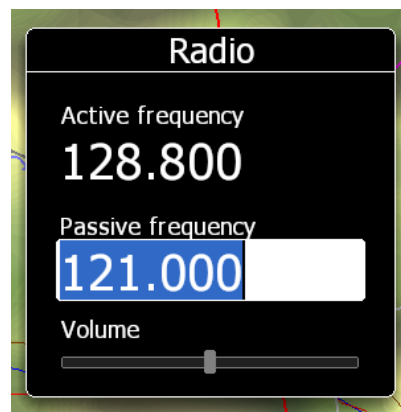 Radio
Active frequency
128.800
Passive frequency
121.000
Volume